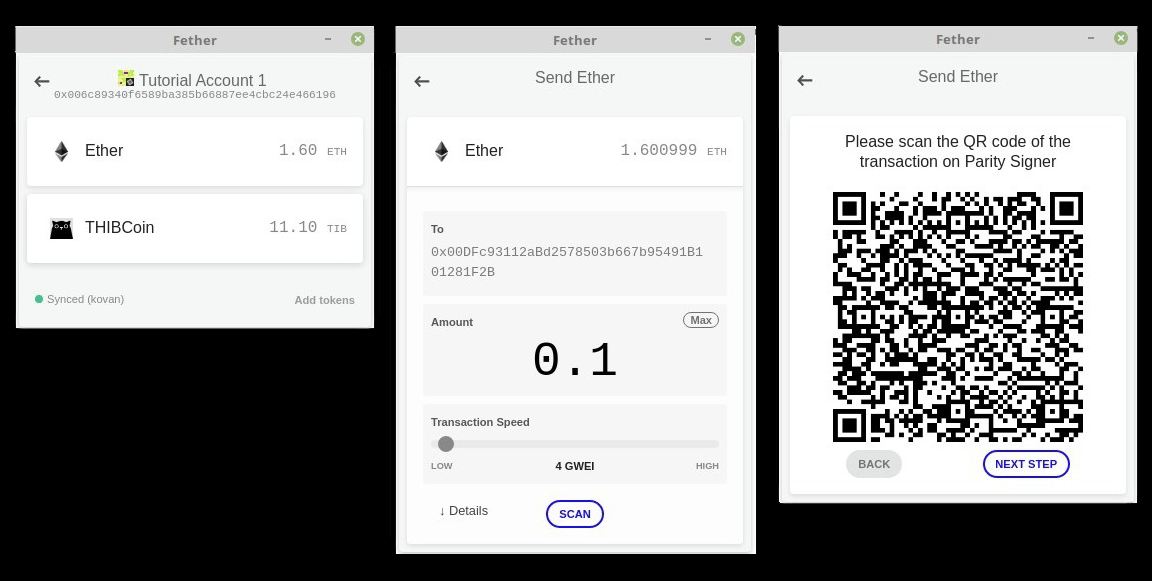 Fether
Tutorial Account 1
0x006c89340f6589ba385b66887ee4cbc24e466196
Ether 1.60 ETH
THIBCoin 11.10 TIB
Synced (kovan) Add tokens
Fether
Send Ether
Ether 1.600999 ETH
To
0x00DFc93112aBd2578503b667b95491B1
01281F2B
Amount Max
0.1
Transaction Speed
LOW 4 GWEI HIGH
↓ Details SCAN
Fether
Send Ether
Please scan the QR code of the
transaction on Parity Signer
BACK NEXT STEP